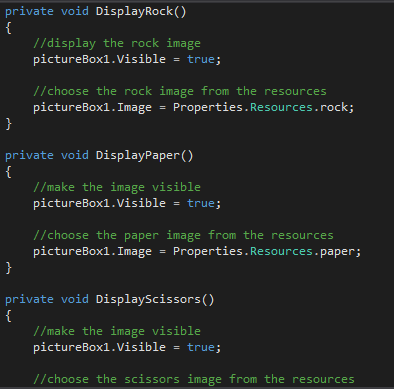 private void DisplayRock()
{
    //display the rock image
    pictureBox1.Visible = true;

    //choose the rock image from the resources
    pictureBox1.Image = Properties.Resources.rock;
}

private void DisplayPaper()
{
    //make the image visible
    pictureBox1.Visible = true;

    //choose the paper image from the resources
    pictureBox1.Image = Properties.Resources.paper;
}

private void DisplayScissors()
{
    //make the image visible
    pictureBox1.Visible = true;

    //choose the scissors image from the resources